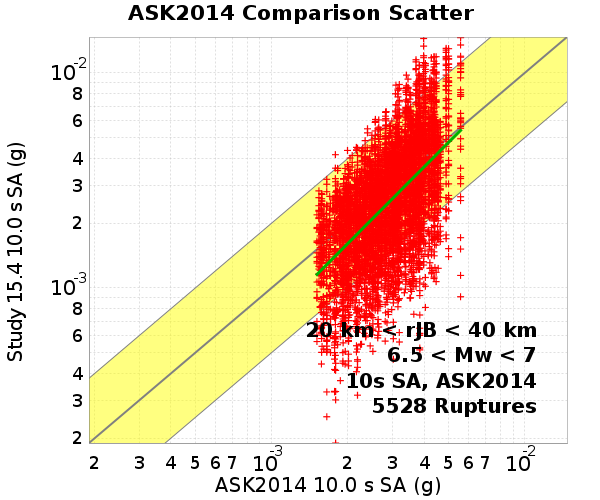 ASK2014 Comparison Scatter
Study 15.4 10.0 s SA (g)
10-2
8
6
4
3
2
10-3
8
6
4
3
2
20 km < rJB < 40 km
6.5 < Mw < 7
10s SA, ASK2014
5528 Ruptures
2 3 4 5 6 7 10-3 2 3 4 5 6 7 10-2
ASK2014 10.0 s SA (g)